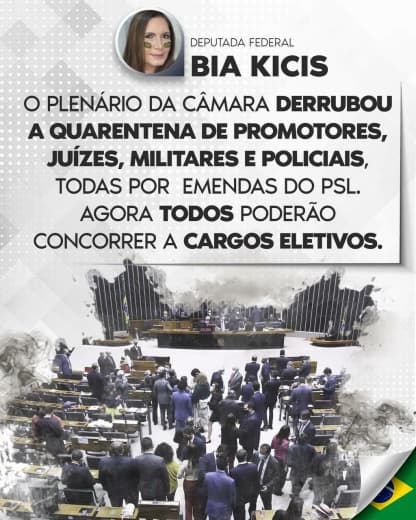 DEPUTADA FEDERAL
BIA KICIS
O PLENÁRIO DA CÂMARA DERRUBOU
A QUARENTENA DE PROMOTORES,
JUÍZES, MILITARES E POLICIAIS,
TODAS POR EMENDAS DO PSL.
AGORA TODOS PODERÃO
CONCORRER A CARGOS ELETIVOS.